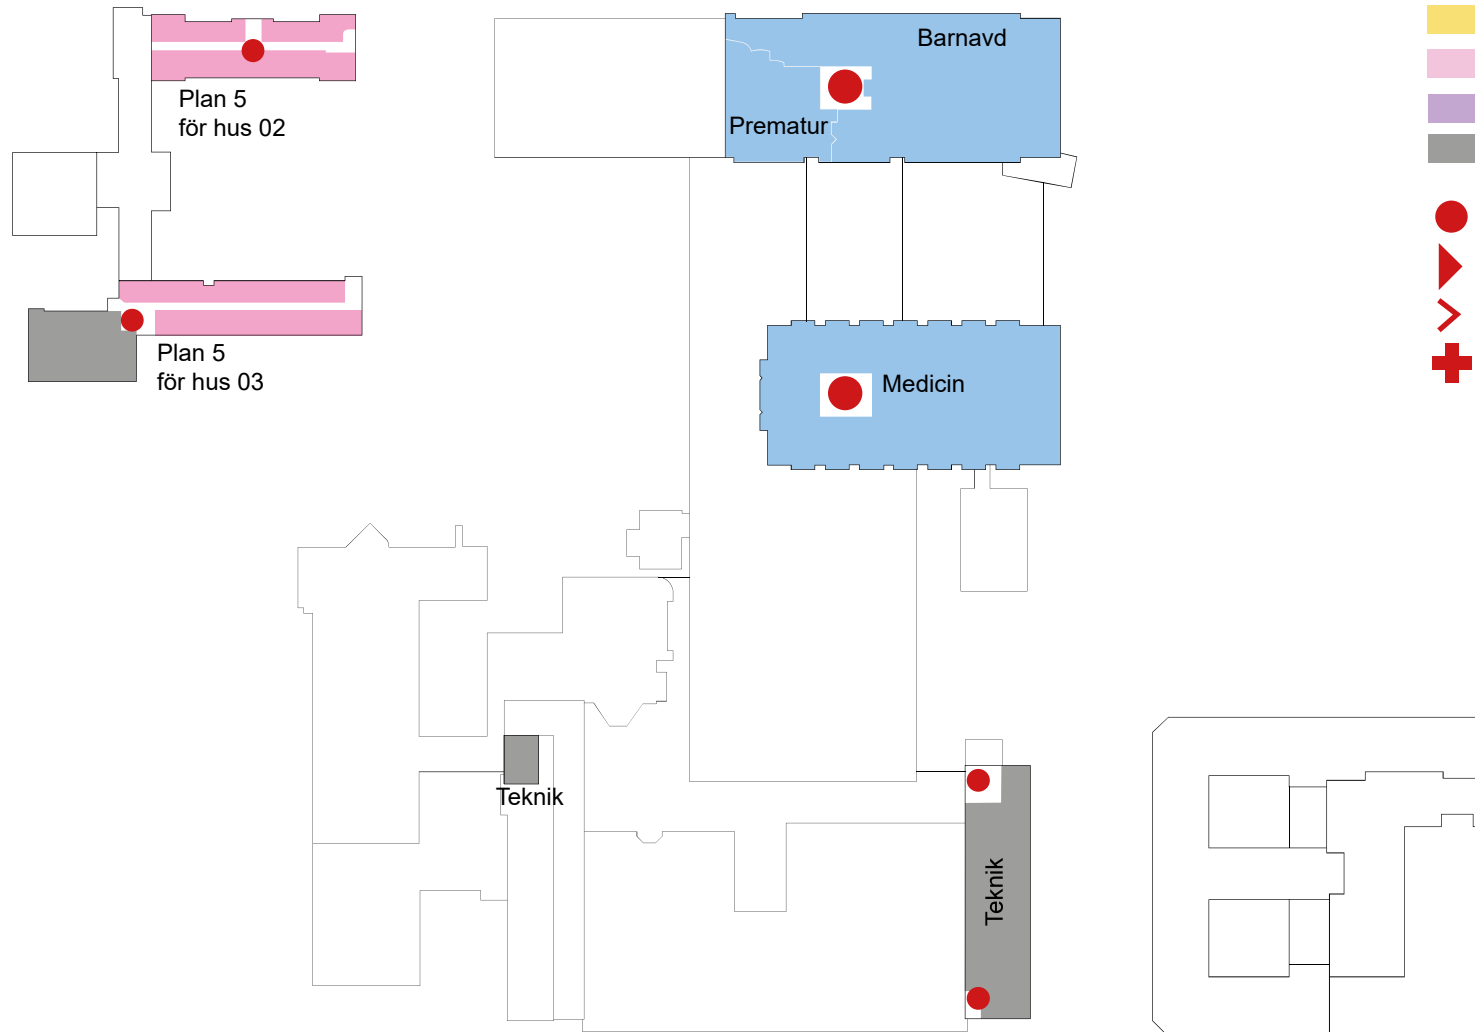 Barnavd
Plan 5
för hus 02
Prematur
Plan 5
för hus 03
Medicin
Teknik
Teknik